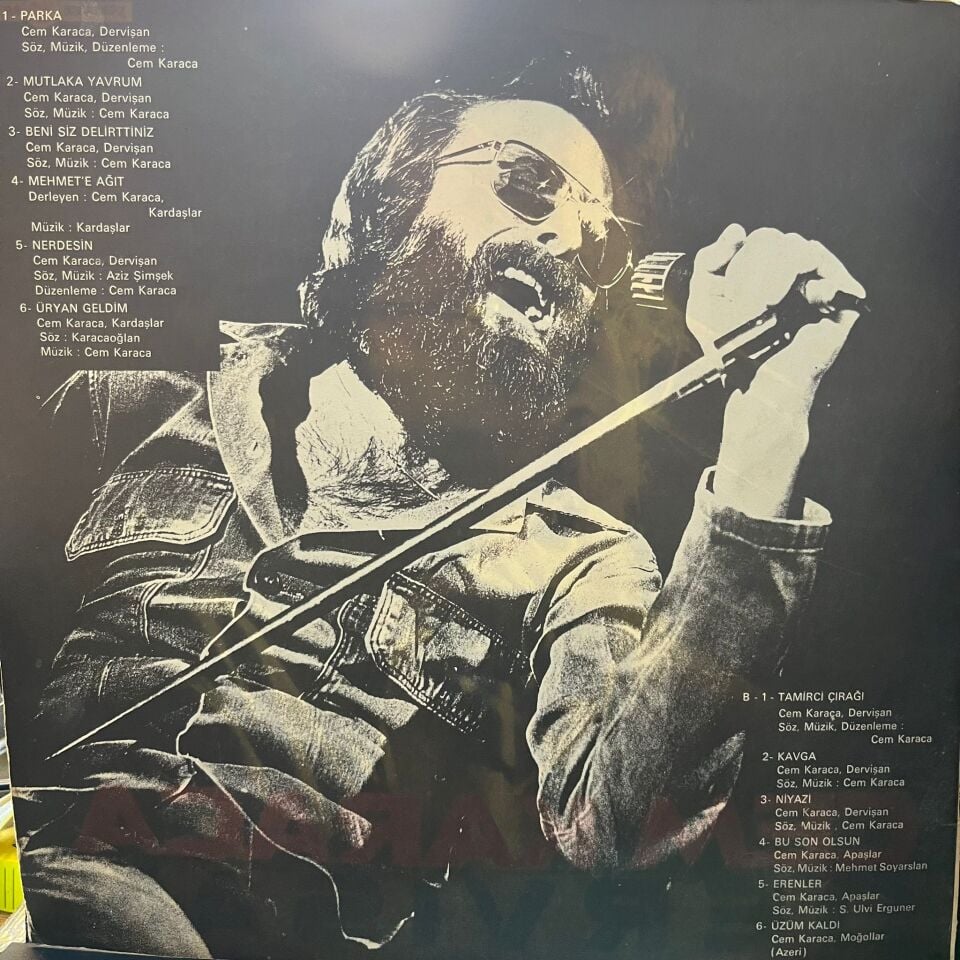 1 - PARKA
Cem Karaca, Dervişan
Söz, Müzik, Düzenleme :
Cem Karaca
2- MUTLAKA YAVRUM
Cem Karaca, Dervişan
Söz, Müzik : Cem Karaca
3- BENİ SİZ DELİRTTİNİZ
Cem Karaca, Dervişan
Söz, Müzik : Cem Karaca
4- MEHMET'E AĞIT
Derleyen : Cem Karaca,
Kardaşlar
Müzik : Kardaşlar
5- NERDESİN
Cem Karaca, Dervişan
Söz, Müzik : Aziz Şimşek
Düzenleme : Cem Karaca
6- ÜRYAN GELDİM
Cem Karaca, Kardaşlar
Söz : Karacaoğlan
Müzik : Cem Karaca
B - 1 - TAMİRCİ ÇIRAĞI
Cem Karaça, Dervişan
Söz, Müzik, Düzenleme :
Cem Karaca
2- KAVGA
Cem Karaca, Dervişan
Söz, Müzik : Cem Karaca
3- NİYAZİ
Cem Karaca, Dervişan
Söz, Müzik . Cem Karaca
4- BU SON OLSUN
Cem Karaca, Apaşlar
Söz, Müzik : Mehmet Soyarslan
5- ERENLER
Cem Karaca, Apaşlar
Söz, Müzik : S. Ulvi Erguner
6- ÜZÜM KALDI
Cem Karaca, Moğollar
(Azeri)